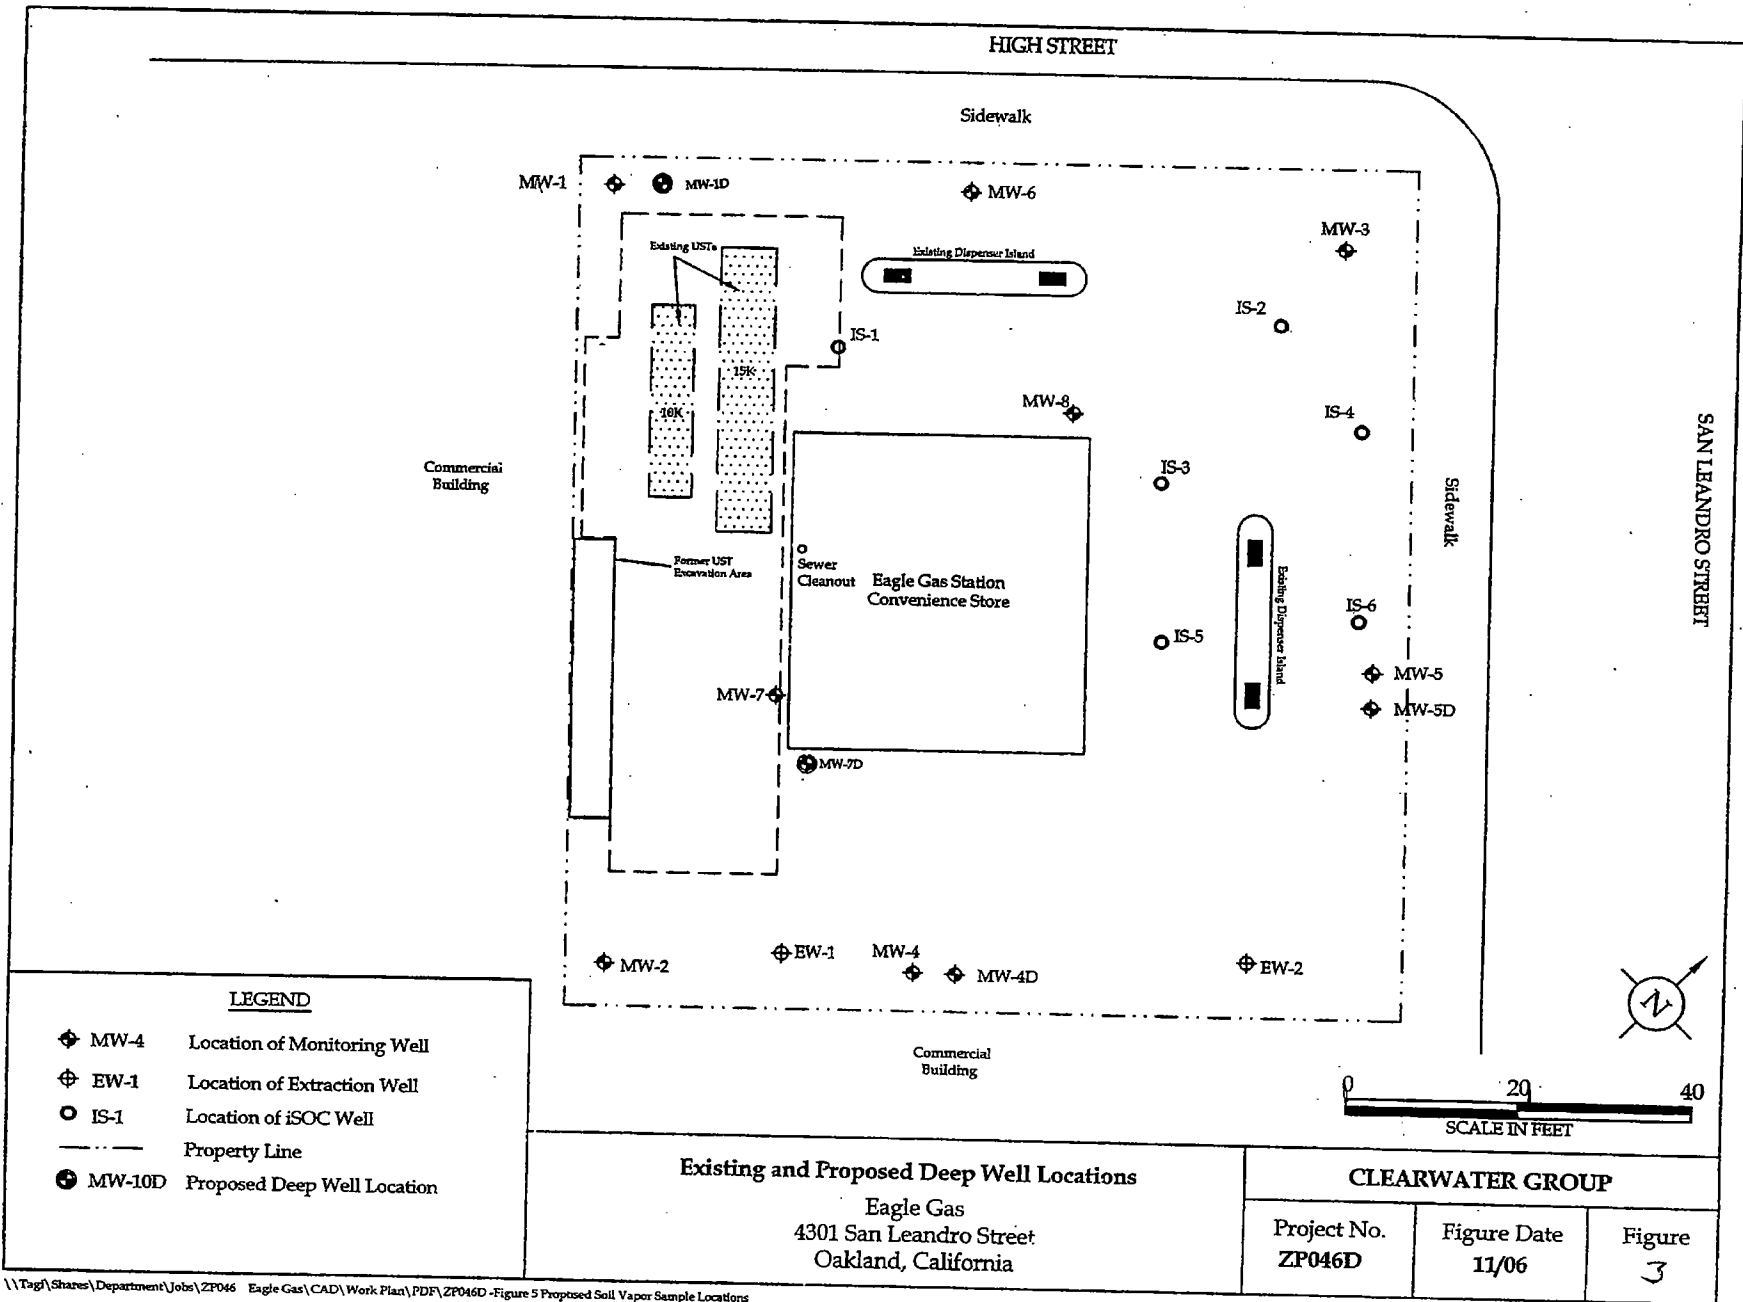 HIGH STREET
Sidewalk
MW-1
MW-1D
MW-6
MW-3
Existing USTs
Existing Dispenser Island
IS-2
IS-1
15K
MW-8
IS-4
10K
SAN LEANDRO STREET
Commercial
Building
IS-3
Sidewalk
Former UST
Excavation Area
Sewer
Cleanout
Eagle Gas Station
Convenience Store
Existing Dispenser Island
IS-6
IS-5
MW-5
MW-7
MW-5D
MW-7D
MW-2
EW-1
MW-4
MW-4D
EW-2
N
Commercial
Building
LEGEND
MW-4 Location of Monitoring Well
EW-1 Location of Extraction Well
IS-1 Location of iSOC Well
Property Line
MW-10D Proposed Deep Well Location
0 20 40
SCALE IN FEET
Existing and Proposed Deep Well Locations
Eagle Gas
4301 San Leandro Street
Oakland, California
CLEARWATER GROUP
Project No.
ZP046D
Figure Date
11/06
Figure
3
\\Tagf\Shares\Department\Jobs\ZP046 Eagle Gas\CAD\Work Plan\PDF\ZP046D -Figure 5 Proposed Soil Vapor Sample Locations